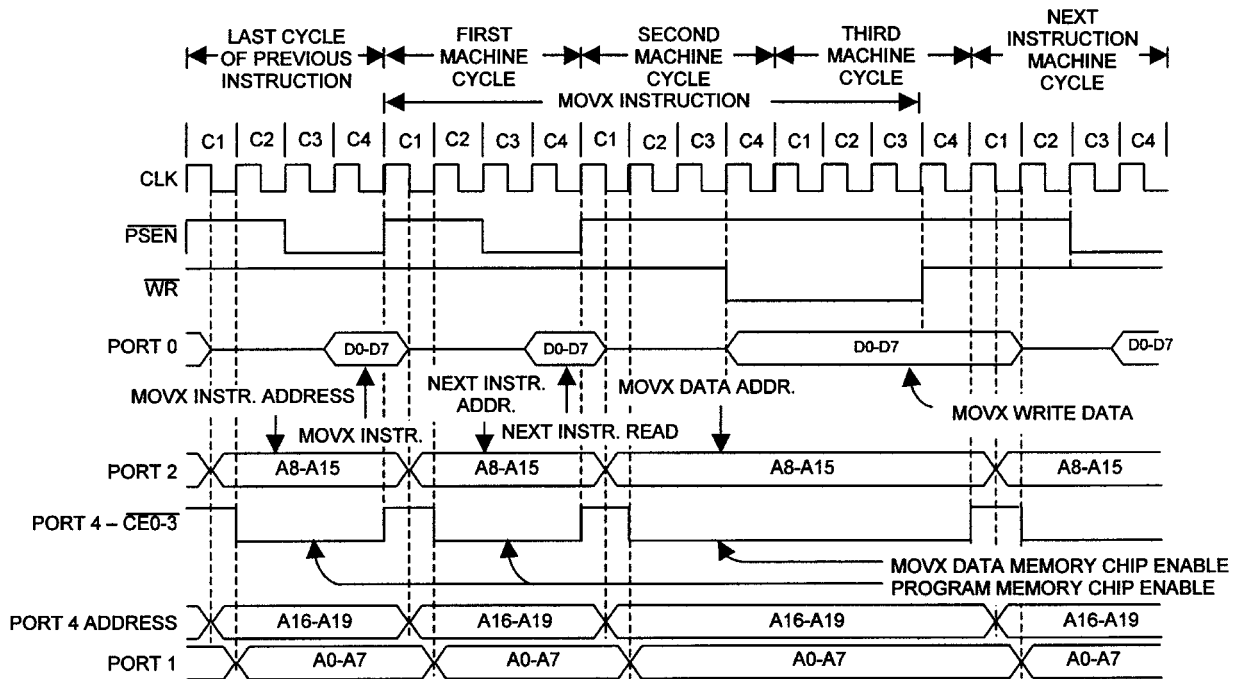 LAST CYCLE
OF PREVIOUS
INSTRUCTION
FIRST
MACHINE
CYCLE
SECOND
MACHINE
CYCLE
THIRD
MACHINE
CYCLE
NEXT
INSTRUCTION
MACHINE
CYCLE
MOVX INSTRUCTION
C1 C2 C3 C4 C1 C2 C3 C4 C1 C2 C3 C4 C1 C2 C3 C4 C1 C2 C3 C4
CLK
PSEN
WR
PORT 0
D0-D7
D0-D7
D0-D7
D0-D7
MOVX INSTR. ADDRESS
MOVX INSTR.
NEXT INSTR.
ADDR.
NEXT INSTR. READ
MOVX DATA ADDR.
MOVX WRITE DATA
PORT 2
A8-A15
A8-A15
A8-A15
A8-A15
PORT 4 – CE0-3
MOVX DATA MEMORY CHIP ENABLE
PROGRAM MEMORY CHIP ENABLE
PORT 4 ADDRESS
A16-A19
A16-A19
A16-A19
A16-A19
PORT 1
A0-A7
A0-A7
A0-A7
A0-A7